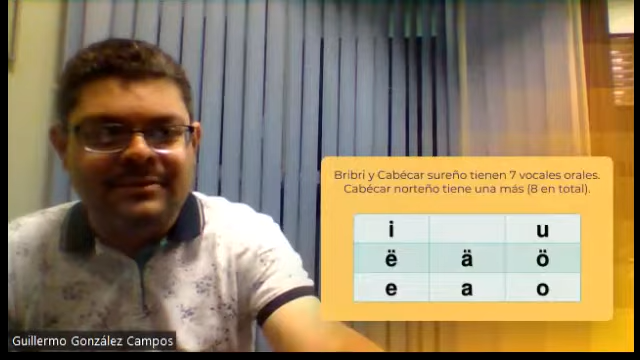 Bribri y Cabécar sureño tienen 7 vocales orales.
Cabécar norteño tiene una más (8 en total).
i u
ë ä ö
e a o
Guillermo González Campos